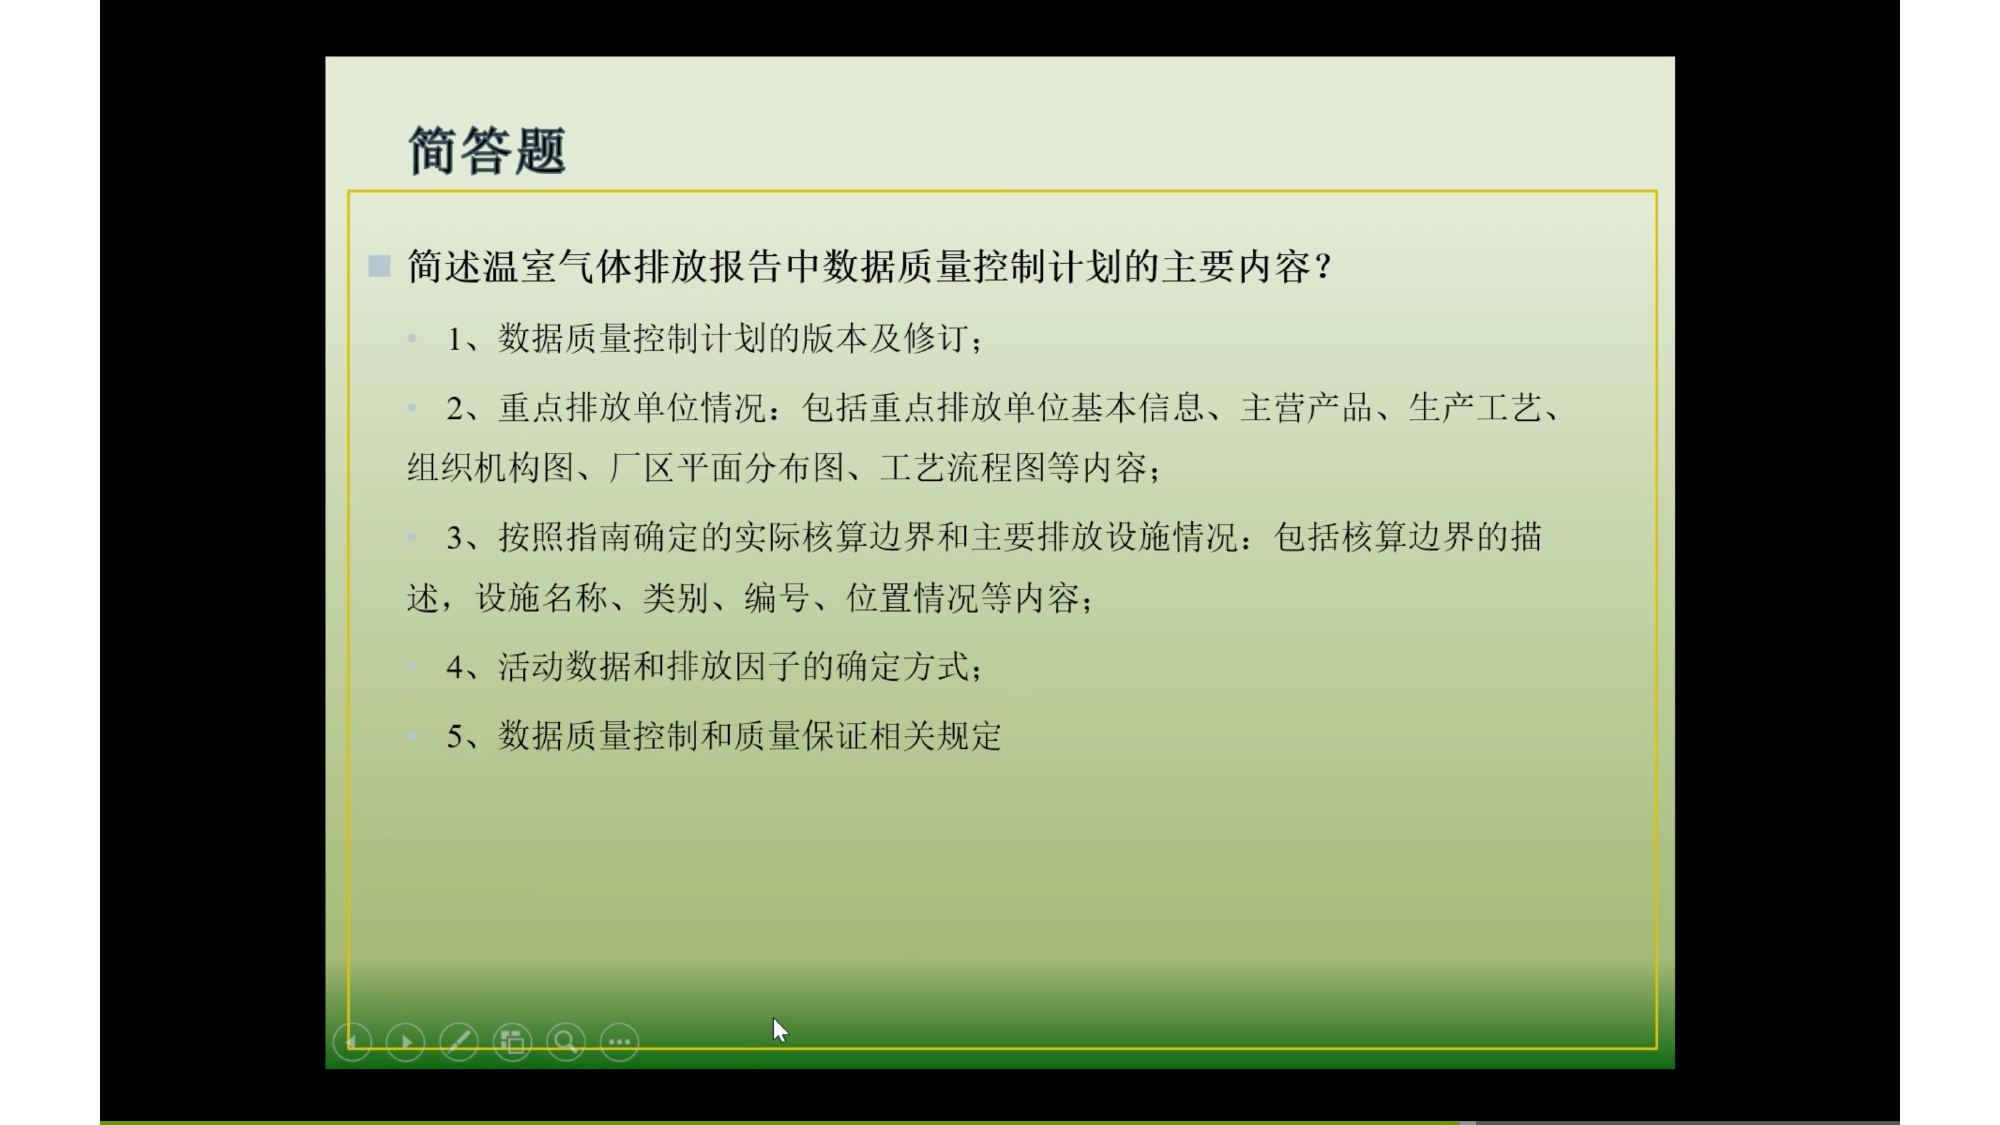 简答题
简述温室气体排放报告中数据质量控制计划的主要内容？
1、数据质量控制计划的版本及修订；
2、重点排放单位情况：包括重点排放单位基本信息、主营产品、生产工艺、
组织机构图、厂区平面分布图、工艺流程图等内容；
3、按照指南确定的实际核算边界和主要排放设施情况：包括核算边界的描
述，设施名称、类别、编号、位置情况等内容；
4、活动数据和排放因子的确定方式；
5、数据质量控制和质量保证相关规定